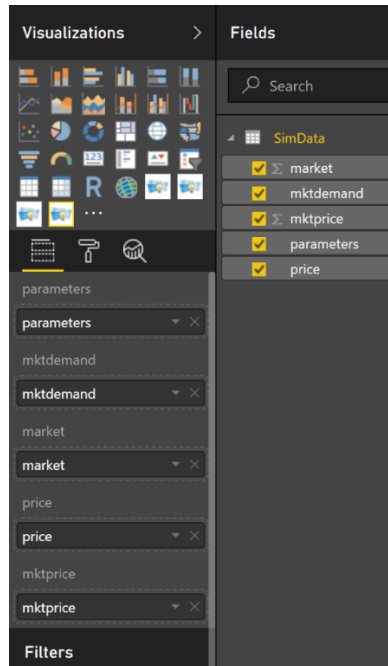 Visualizations >
Fields
123
R
...
Search
SimData
Σ market
mktdemand
Σ mktprice
parameters
price
parameters
parameters
mktdemand
mktdemand
market
market
price
price
mktprice
mktprice
Filters